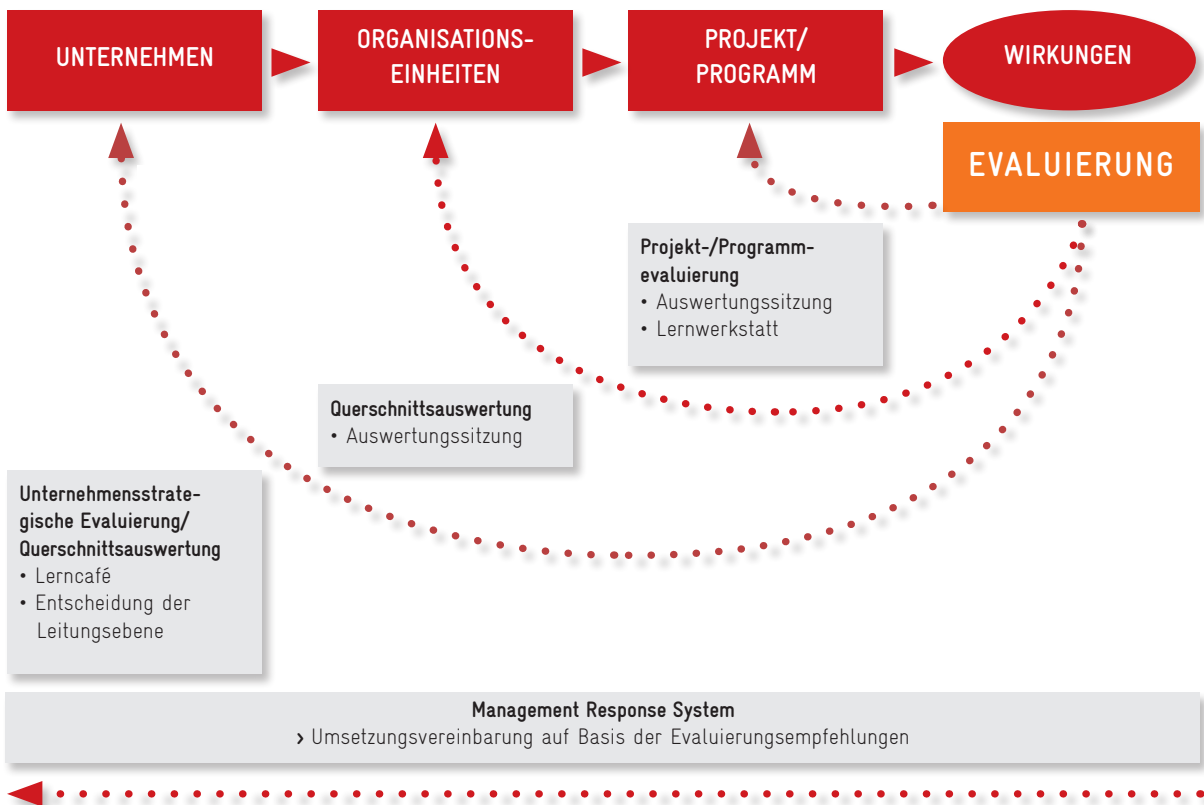 UNTERNEHMEN
ORGANISATIONS-
EINHEITEN
PROJEKT/
PROGRAMM
WIRKUNGEN
EVALUIERUNG
Projekt-/Programm-
evaluierung
• Auswertungssitzung
• Lernwerkstatt
Querschnittsauswertung
• Auswertungssitzung
Unternehmensstrate-
gische Evaluierung/
Querschnittsauswertung
• Lerncafé
• Entscheidung der
Leitungsebene
Management Response System
› Umsetzungsvereinbarung auf Basis der Evaluierungsempfehlungen